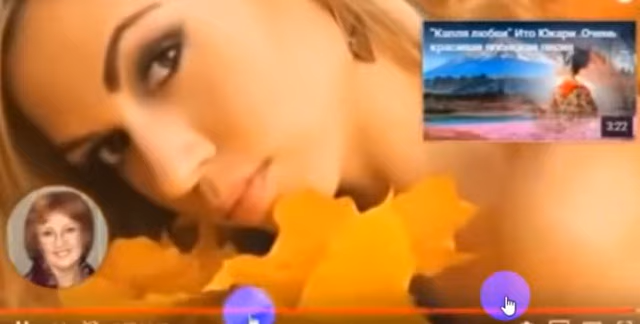 "Капля любви" Ито Юкари .Очень
красивая японская песня
3:22